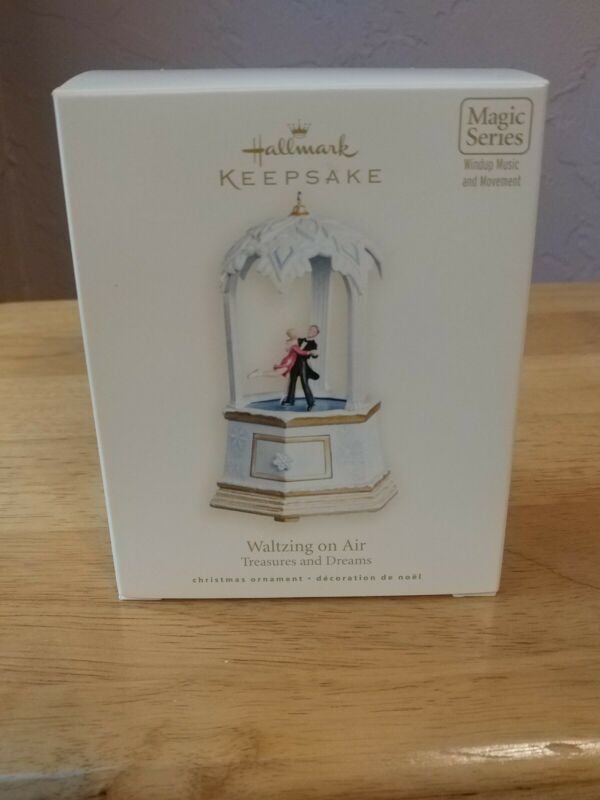 Hallmark
KEEPSAKE
Magic
Series
Windup Music
and Movement
Waltzing on Air
Treasures and Dreams
christmas ornament • décoration de noël